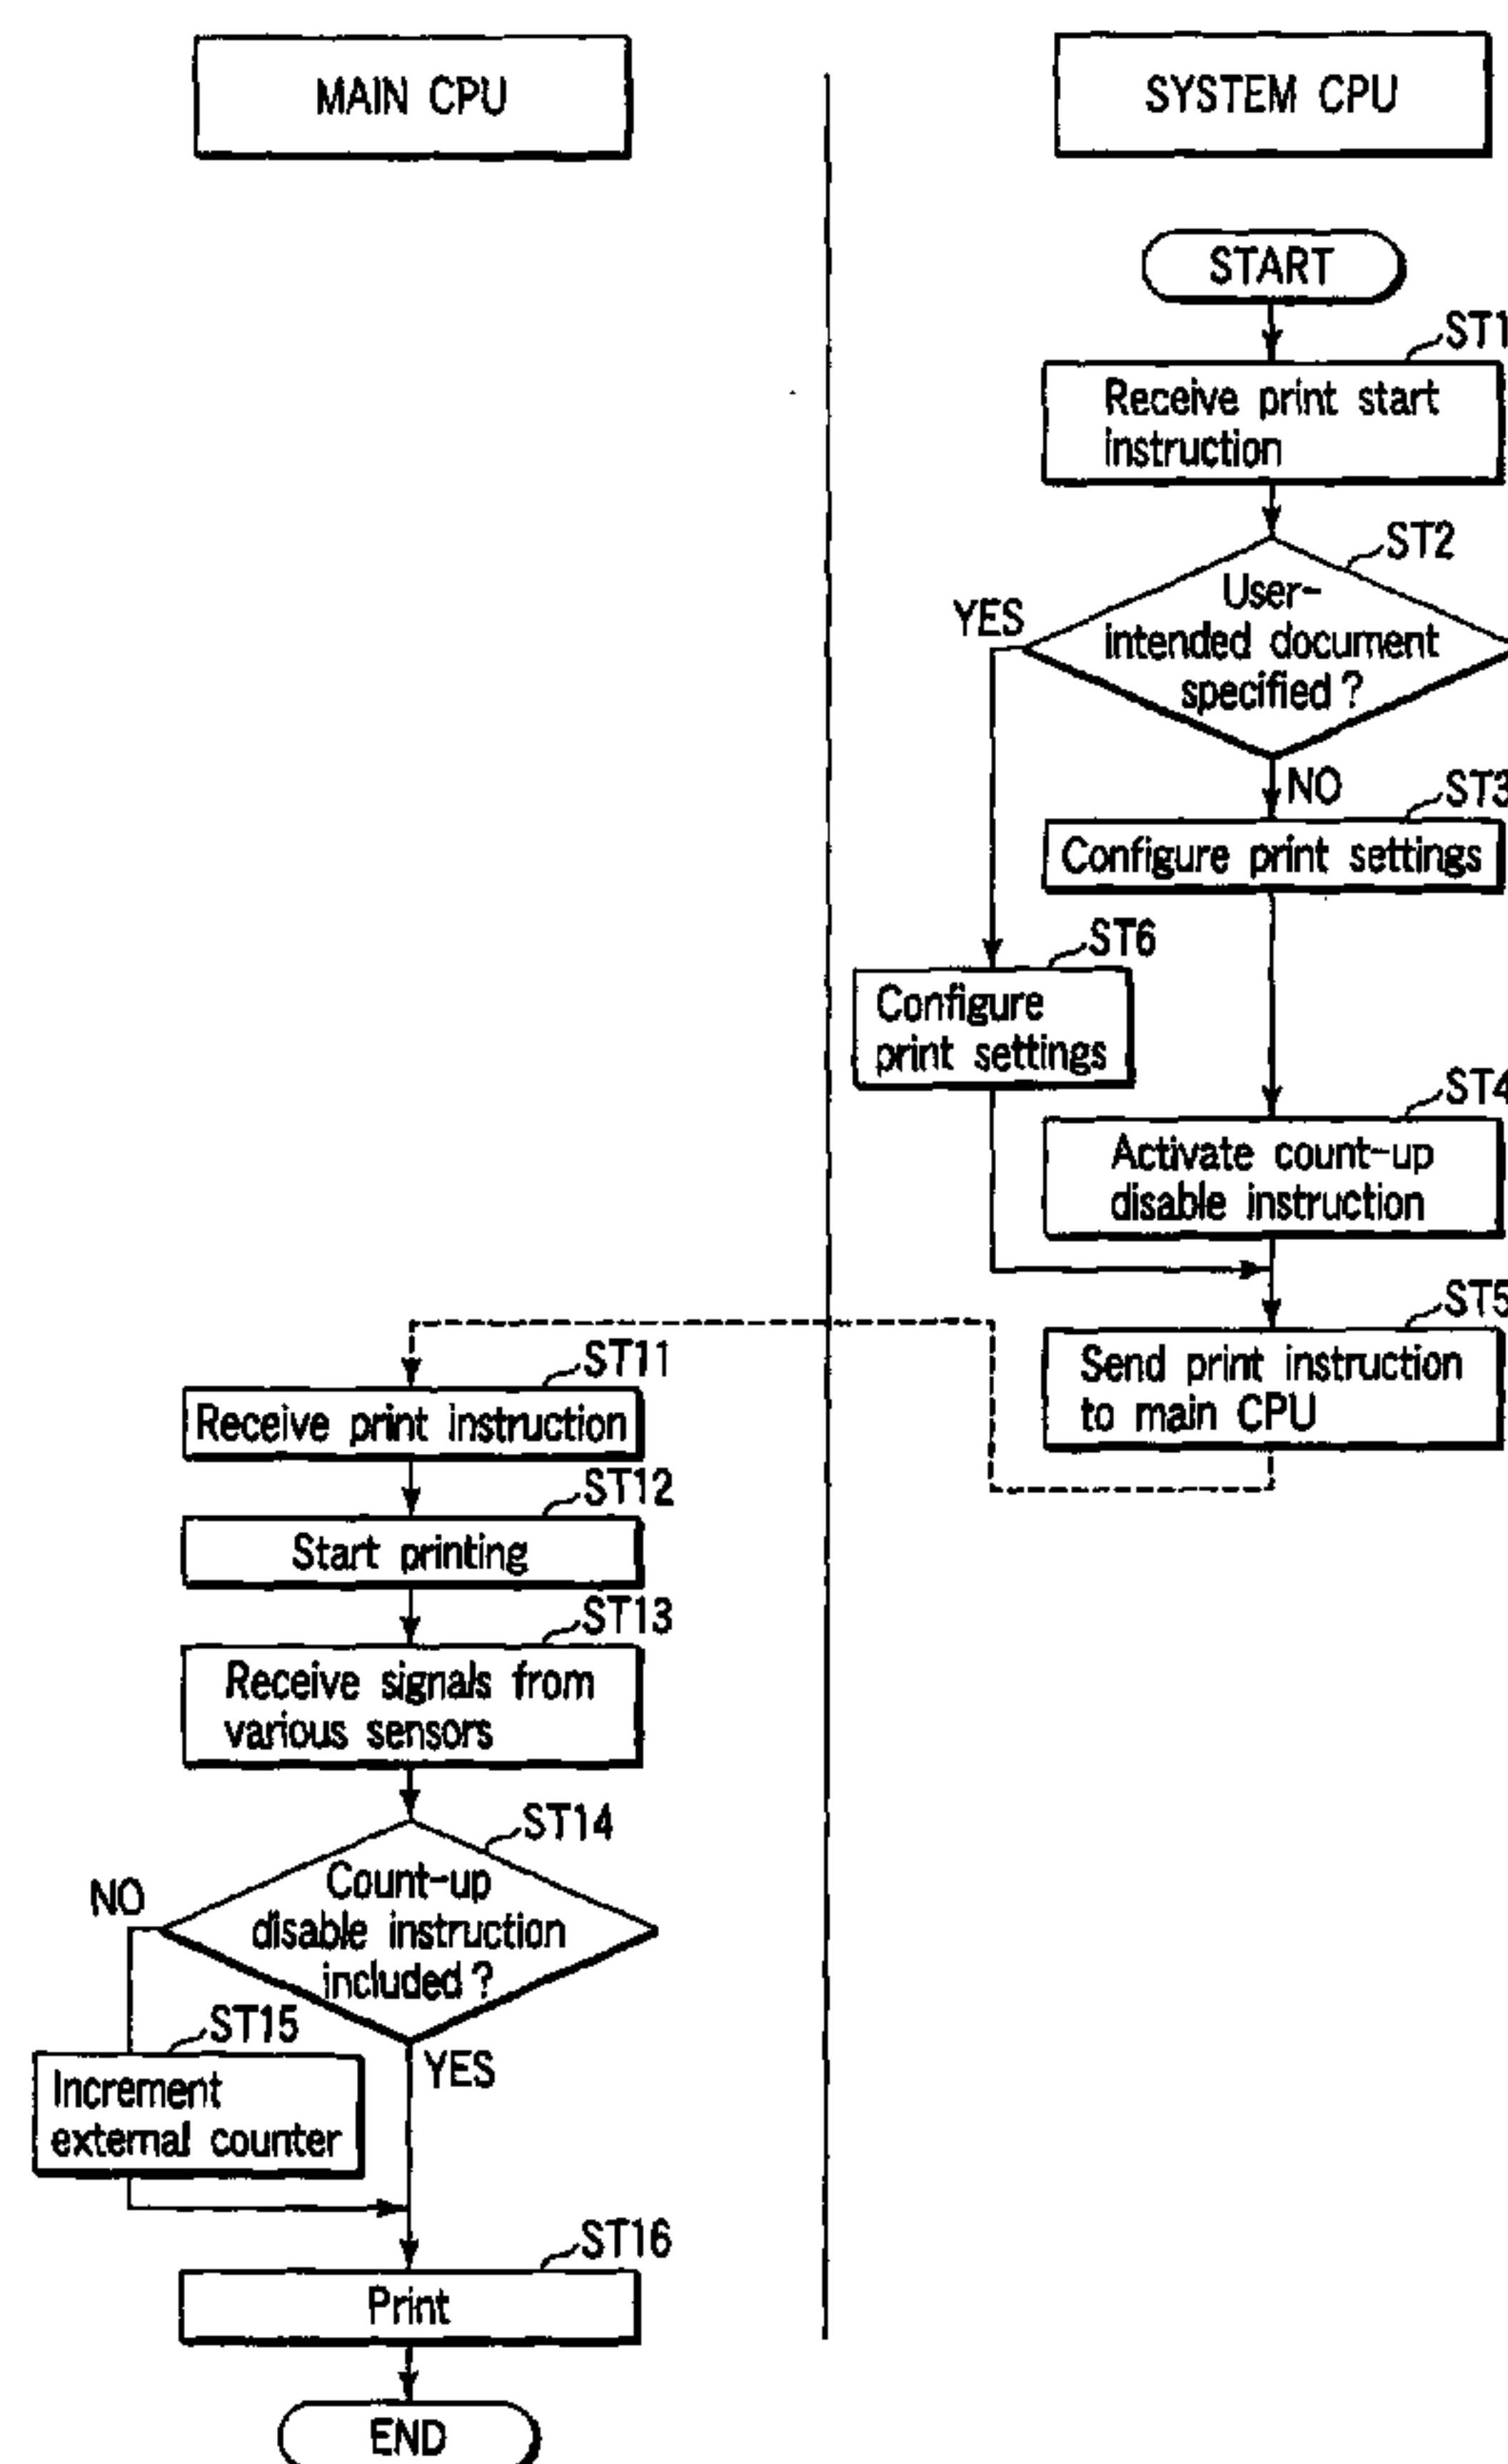 MAIN CPU
SYSTEM CPU
START
ST1
Receive print start
instruction
ST2
User-
intended document
specified?
YES
NO
ST3
Configure print settings
ST6
Configure
print settings
ST4
Activate count-up
disable instruction
ST5
Send print instruction
to main CPU
ST11
Receive print instruction
ST12
Start printing
ST13
Receive signals from
various sensors
ST14
Count-up
disable instruction
included?
NO
YES
ST15
Increment
external counter
ST16
Print
END